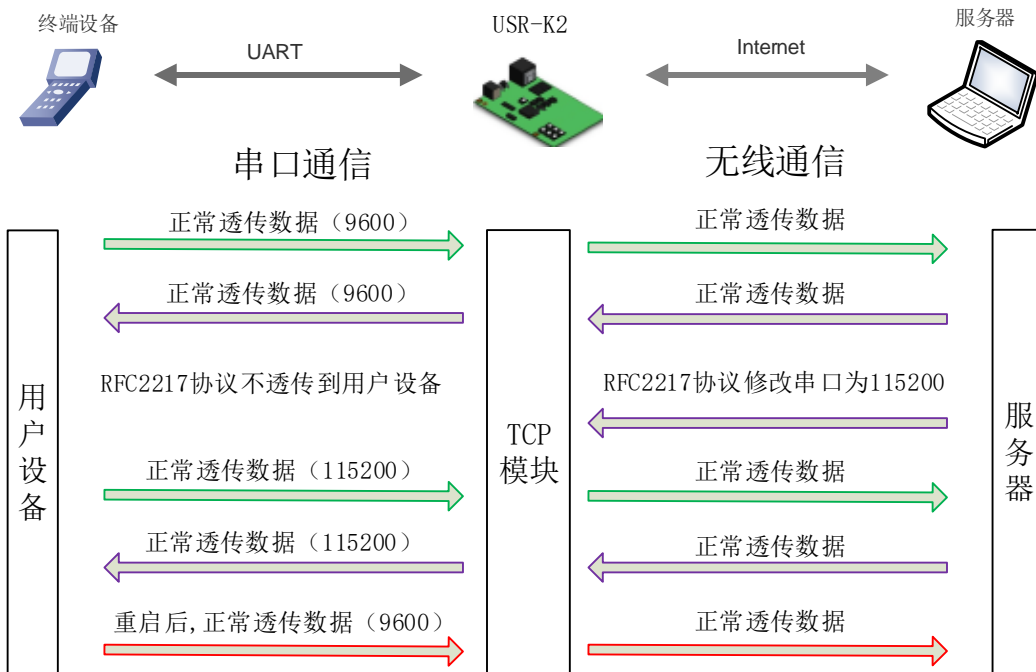 终端设备
USR-K2
服务器
UART
Internet
串口通信
无线通信
正常透传数据（9600）
正常透传数据
正常透传数据（9600）
正常透传数据
RFC2217协议不透传到用户设备
RFC2217协议修改串口为115200
用户设备
TCP
模块
服务器
正常透传数据（115200）
正常透传数据
正常透传数据（115200）
正常透传数据
重启后,正常透传数据（9600）
正常透传数据